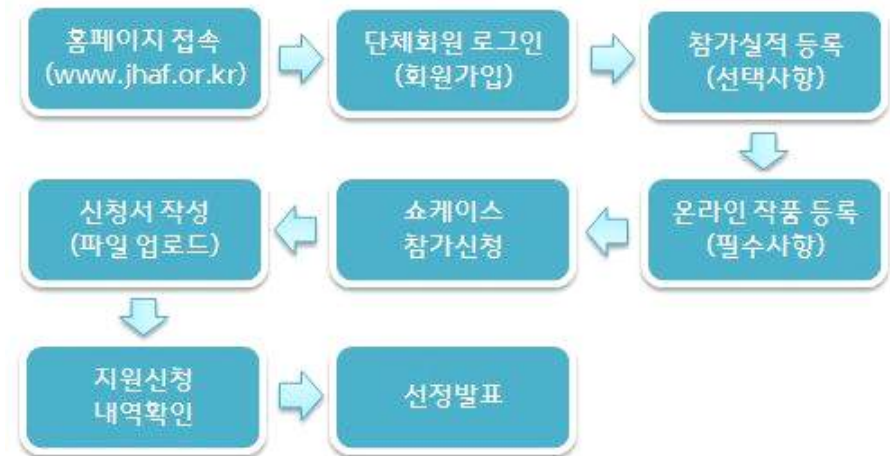 홈페이지 접속
(www.jhaf.or.kr)
단체회원 로그인
(회원가입)
참가실적 등록
(선택사항)
온라인 작품 등록
(필수사항)
쇼케이스
참가신청
신청서 작성
(파일 업로드)
지원신청
내역확인
선정발표